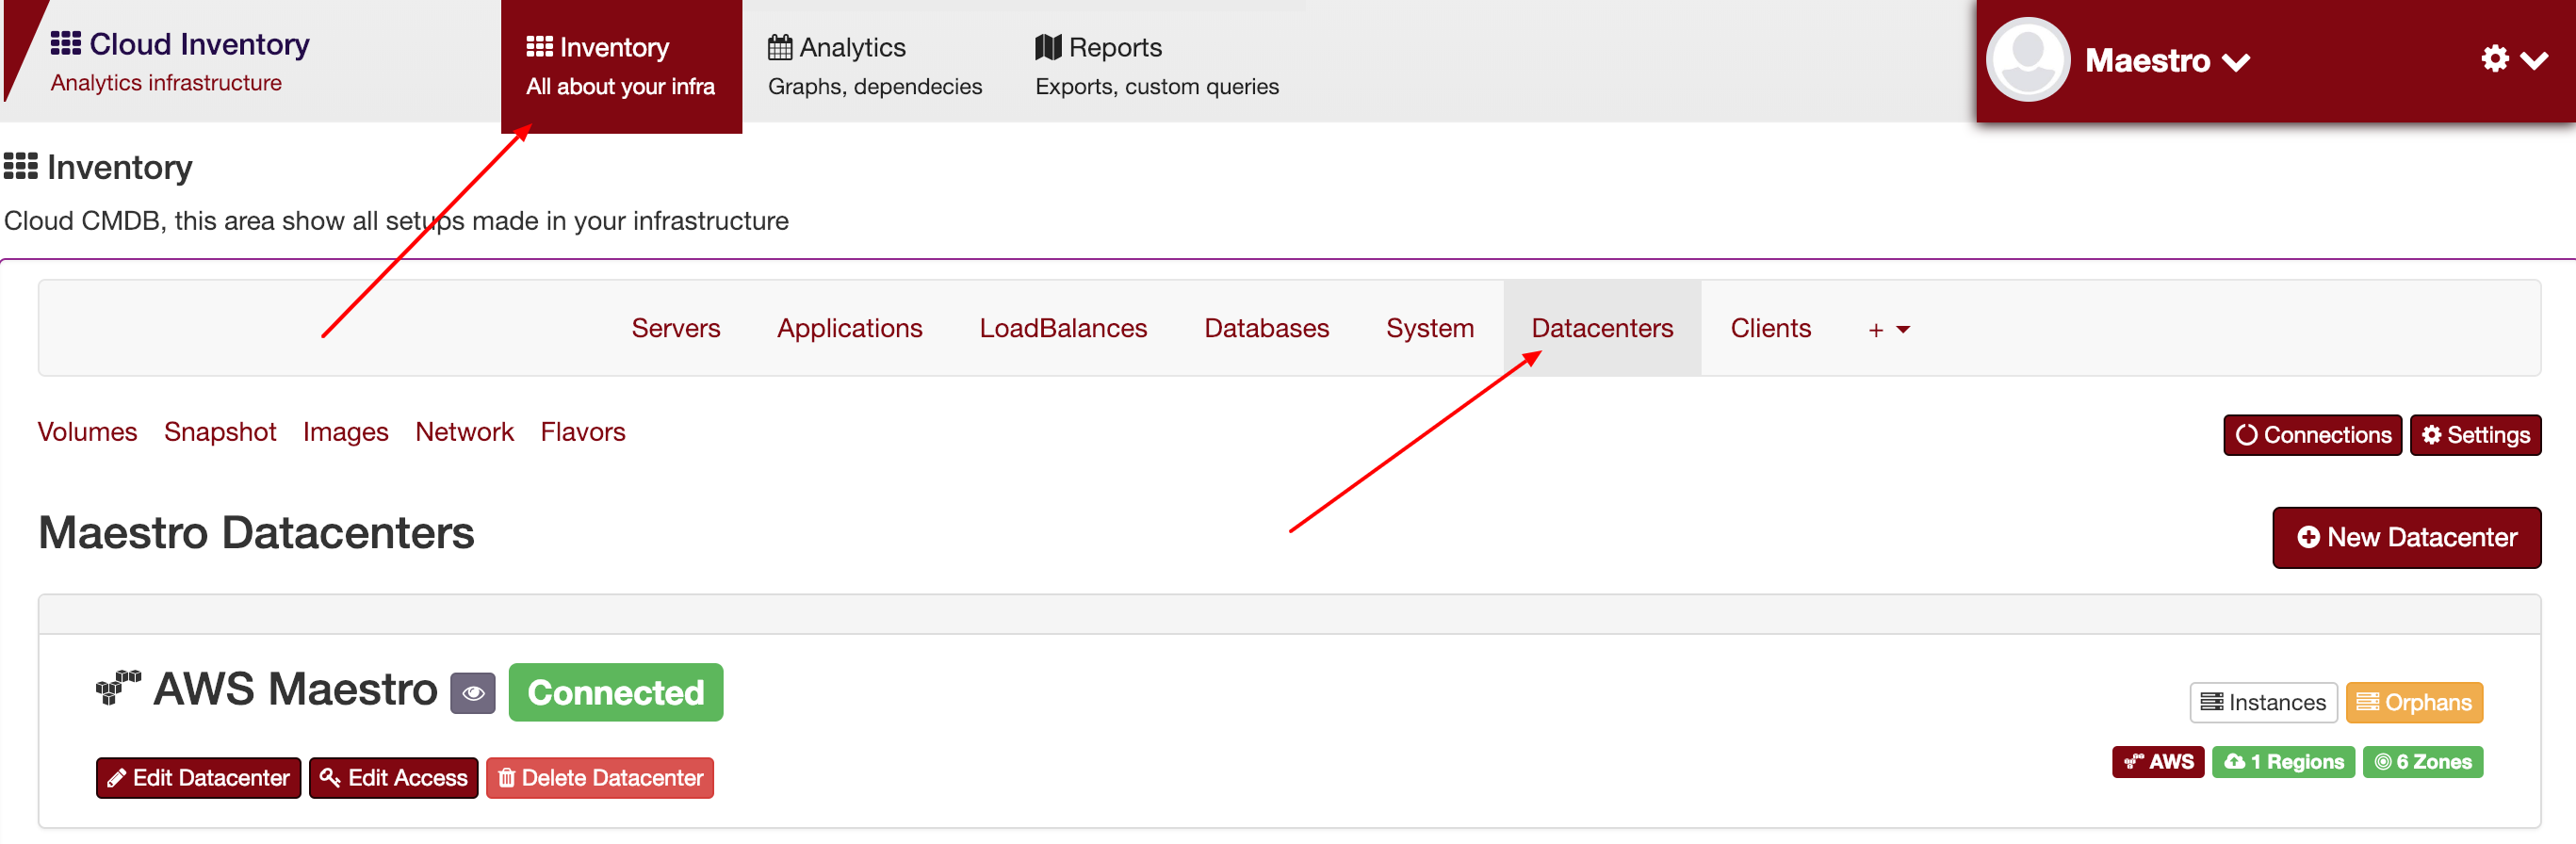 Cloud Inventory
Analytics infrastructure
Inventory
All about your infra
Analytics
Graphs, dependecies
Reports
Exports, custom queries
Maestro
Inventory
Cloud CMDB, this area show all setups made in your infrastructure
Servers Applications LoadBalances Databases System Datacenters Clients +
Volumes Snapshot Images Network Flavors
Connections Settings
Maestro Datacenters
New Datacenter
AWS Maestro Connected
Instances Orphans
Edit Datacenter Edit Access Delete Datacenter
AWS 1 Regions 6 Zones